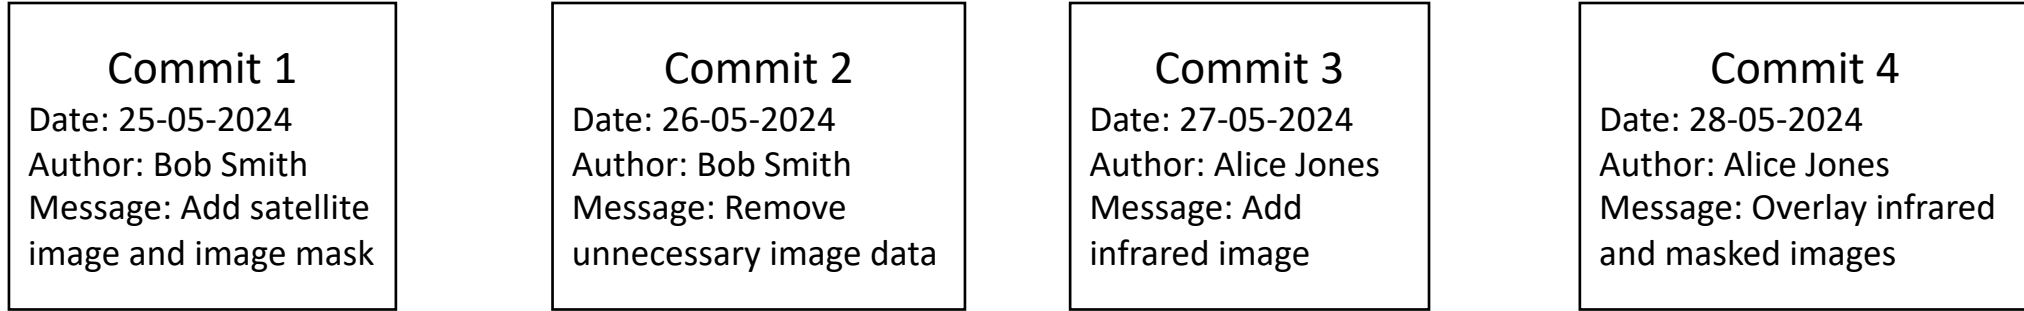 Commit 1
Date: 25-05-2024
Author: Bob Smith
Message: Add satellite
image and image mask
Commit 2
Date: 26-05-2024
Author: Bob Smith
Message: Remove
unnecessary image data
Commit 3
Date: 27-05-2024
Author: Alice Jones
Message: Add
infrared image
Commit 4
Date: 28-05-2024
Author: Alice Jones
Message: Overlay infrared
and masked images